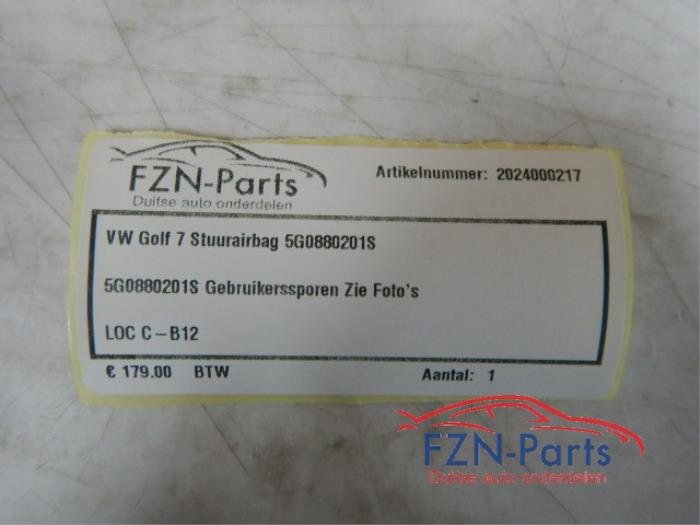 FZN-Parts
Duitse auto onderdelen
Artikelnummer: 2024000217
VW Golf 7 Stuurairbag 5G0880201S
5G0880201S Gebruikerssporen Zie Foto's
LOC C-B12
€ 179.00 BTW
Aantal: 1
FZN-Parts
Duitse auto onderdelen